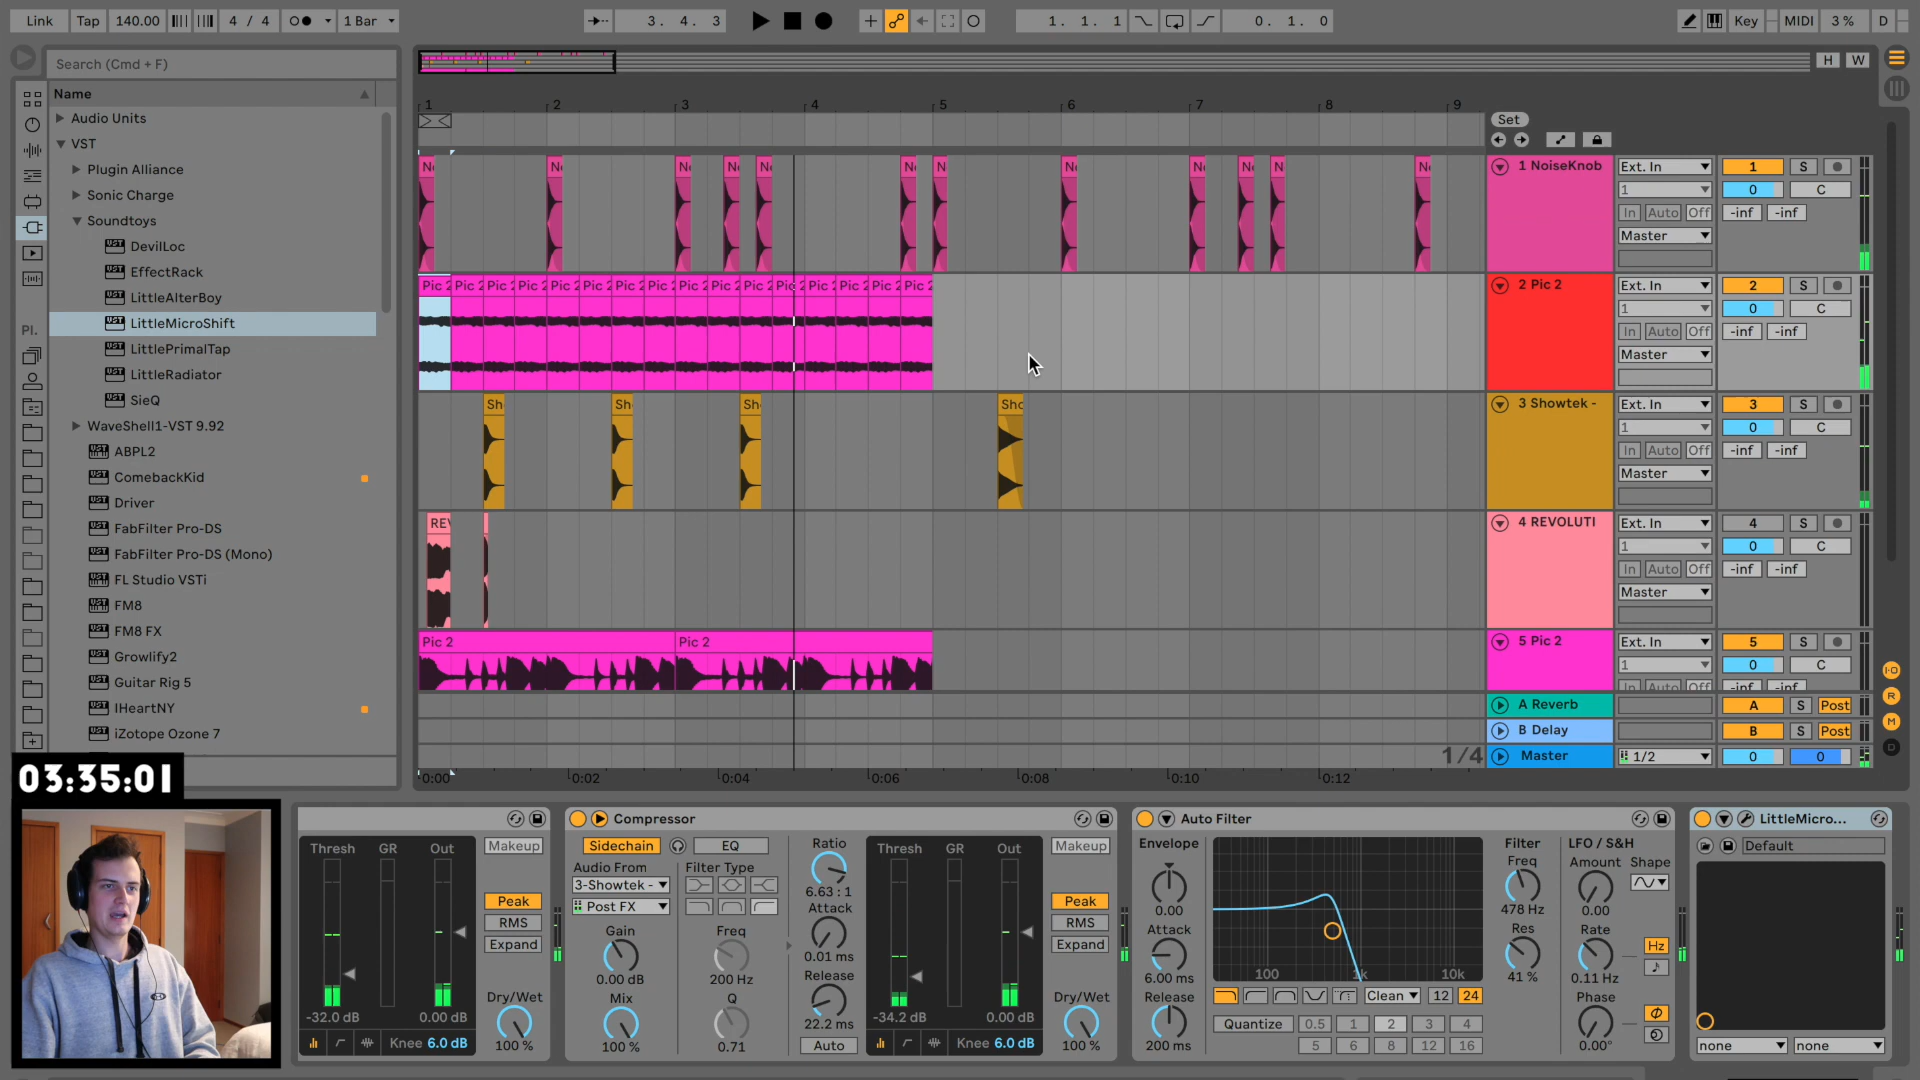 Link Tap 140.00 4 / 4 1 Bar 3. 4. 3 1. 1. 1 0. 1. 0 Key MIDI 3 % D
Search (Cmd + F)
H W
Name
1 2 3 4 5 6 7 8 9
Set
Audio Units
VST
Plugin Alliance
Sonic Charge
Soundtoys
DevilLoc
EffectRack
LittleAlterBoy
LittleMicroShift
LittlePrimalTap
LittleRadiator
SieQ
WaveShell1-VST 9.92
ABPL2
ComebackKid
Driver
FabFilter Pro-DS
FabFilter Pro-DS (Mono)
FL Studio VSTi
FM8
FM8 FX
Growlify2
Guitar Rig 5
IHeartNY
iZotope Ozone 7
Pl.
1 NoiseKnob Ext. In 1 S
1 0 C
In Auto Off -inf -inf
Master
Pic 2
2 Pic 2 Ext. In 2 S
1 0 C
In Auto Off -inf -inf
Master
Sh Sh Sh Sho
3 Showtek - Ext. In 3 S
1 0 C
In Auto Off -inf -inf
Master
REV
4 REVOLUTI Ext. In 4 S
1 0 C
In Auto Off -inf -inf
Master
Pic 2 Pic 2
5 Pic 2 Ext. In 5 S
1 0 C
In Auto Off -inf -inf
A Reverb A S Post
B Delay B S Post
1/4 Master 1/2 0 0
0:00 0:02 0:04 0:06 0:08 0:10 0:12
I-O
R
M
D
03:35:01
Thresh GR Out Makeup
Peak
RMS
Expand
Dry/Wet
-32.0 dB 0.00 dB
Knee 6.0 dB 100 %
Compressor
Sidechain EQ
Audio From Filter Type
3-Showtek -
Post FX
Gain Freq
0.00 dB 200 Hz
Mix Q
100 % 0.71
Ratio
6.63 : 1
Attack
0.01 ms
Release
22.2 ms
Auto
Thresh GR Out Makeup
Peak
RMS
Expand
Dry/Wet
-34.2 dB 0.00 dB
Knee 6.0 dB 100 %
Auto Filter
Envelope
0.00
Attack
6.00 ms
Release
200 ms
100 1k 10k
Clean 12 24
Quantize 0.5 1 2 3 4
5 6 8 12 16
Filter
Freq
478 Hz
Res
41 %
LFO / S&H
Amount Shape
0.00
Rate
0.11 Hz
Hz
Phase
0.00°
LittleMicro...
Default
none none